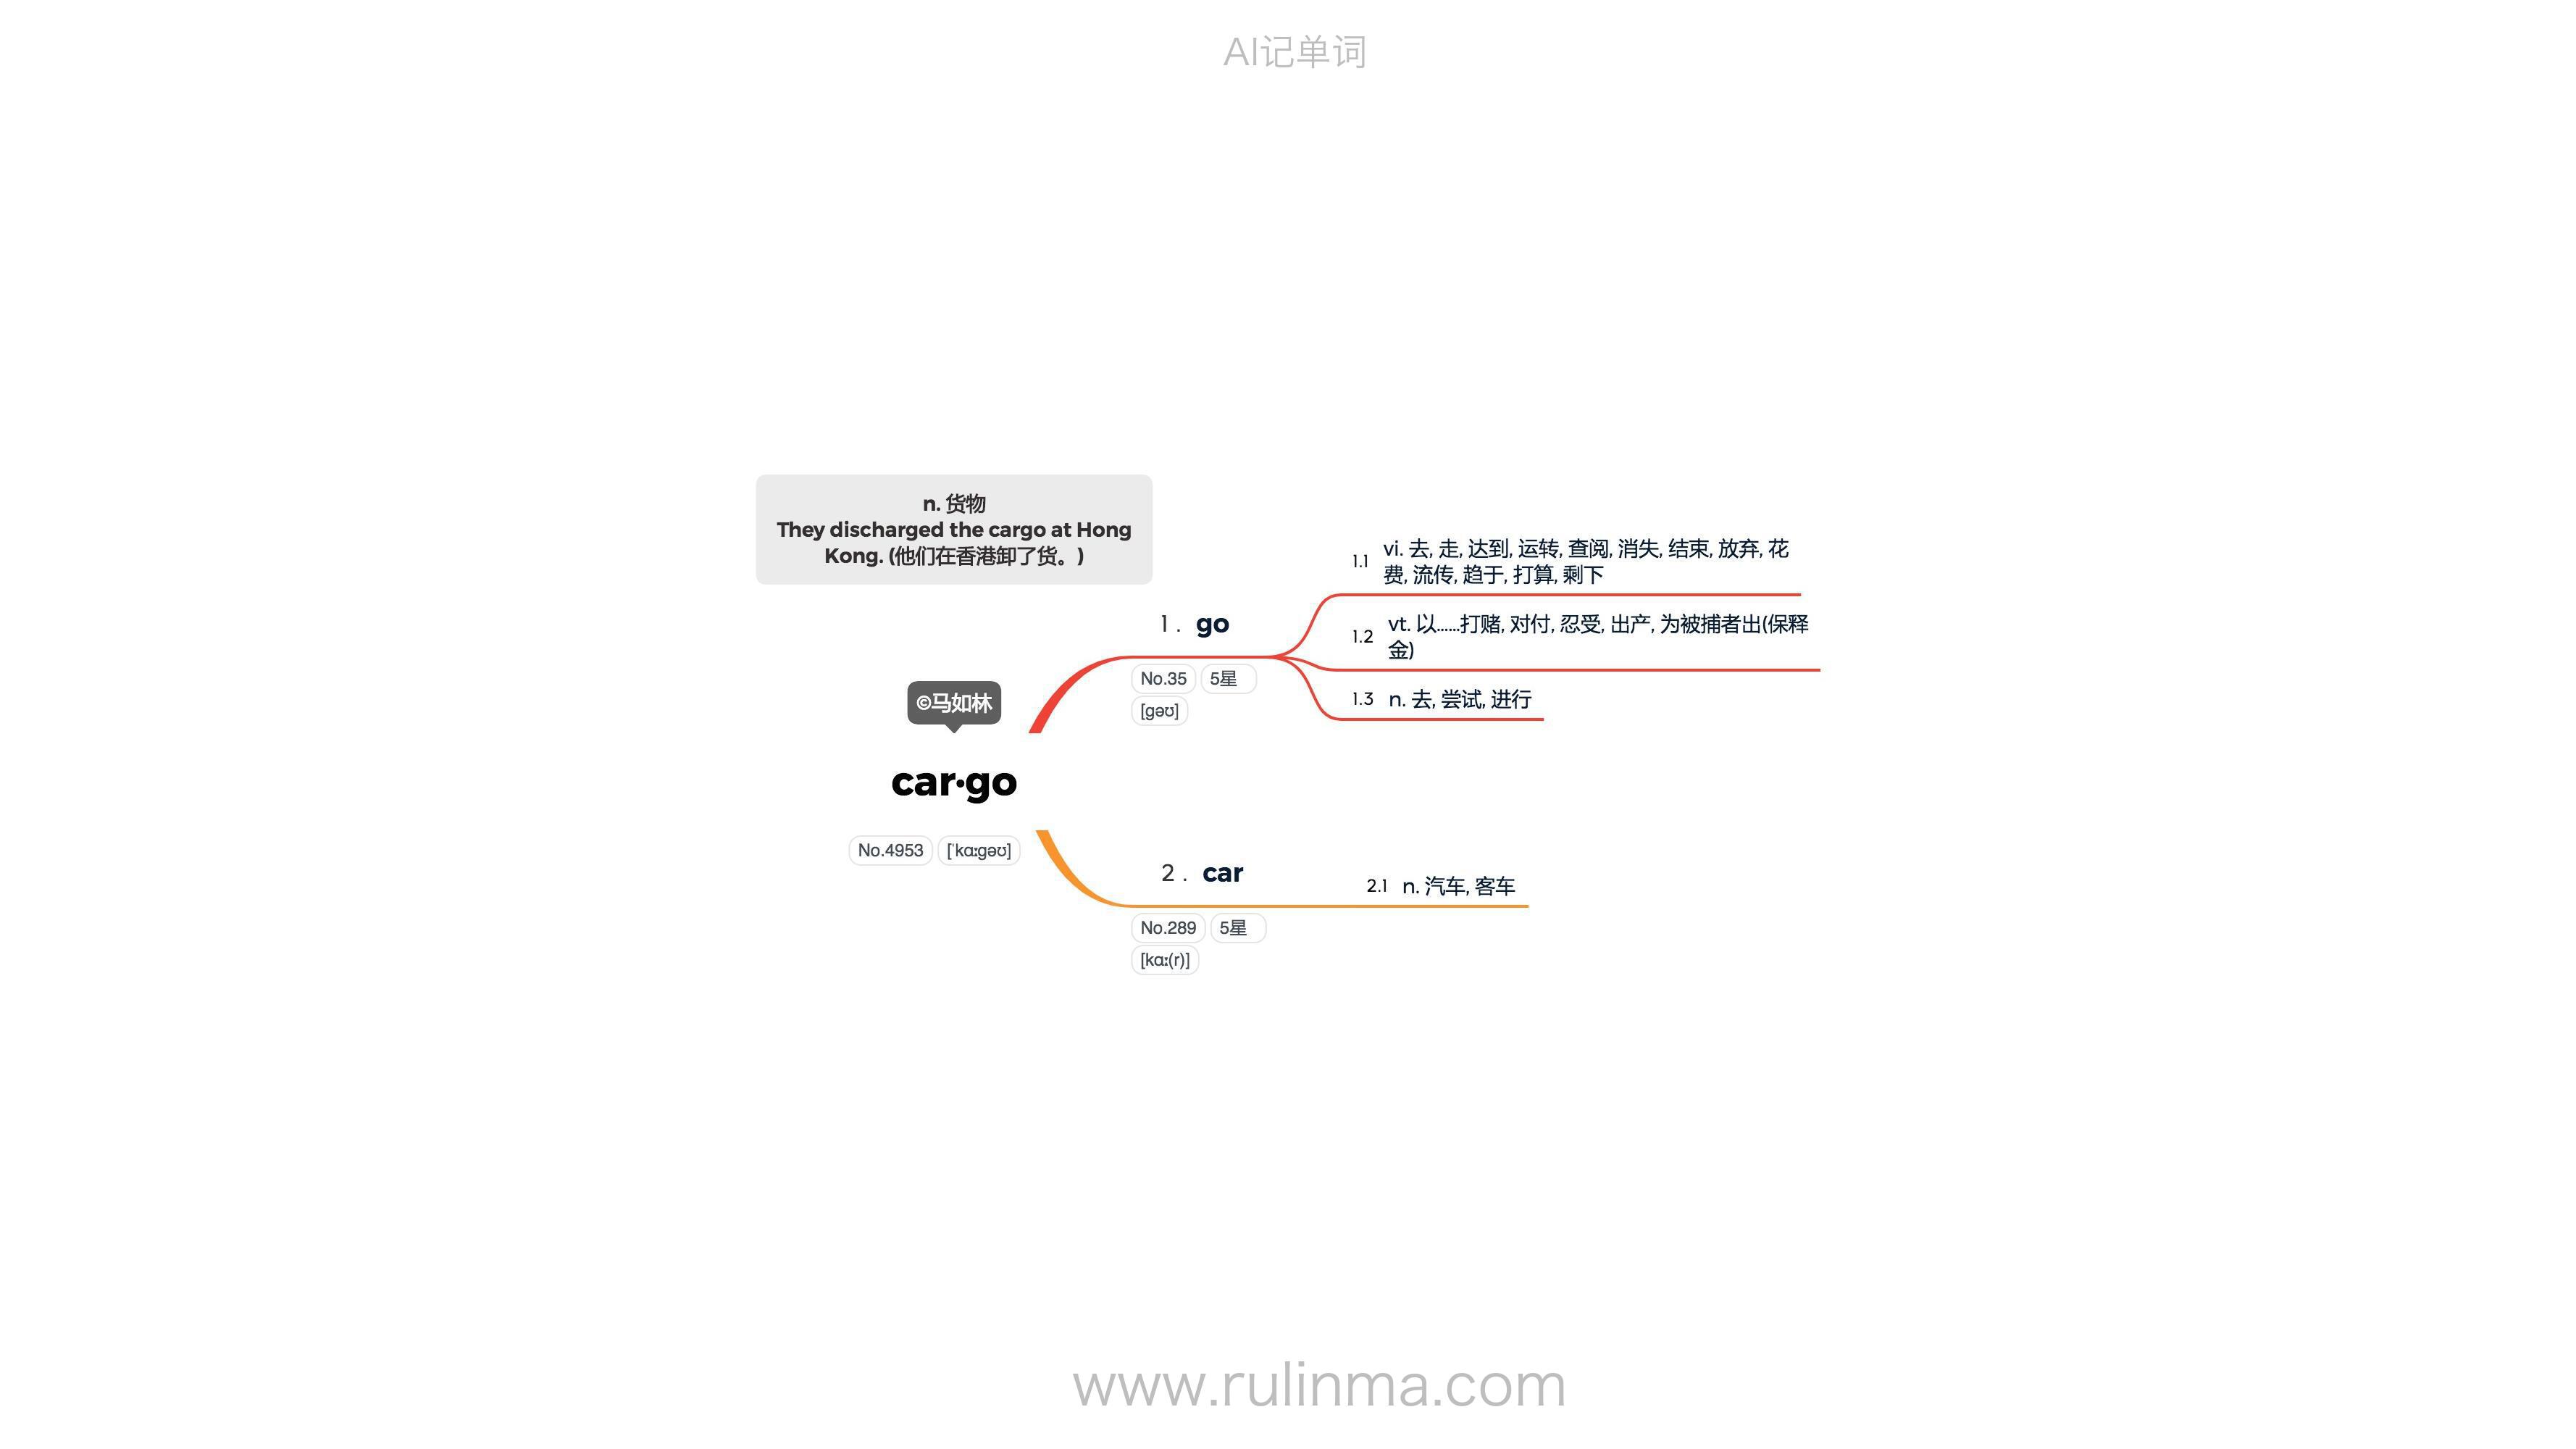 AI记单词
n. 货物
They discharged the cargo at Hong
Kong. (他们在香港卸了货。)
©马如林
car·go
No.4953 [ˈkɑːgəʊ]
1. go
No.35 5星
[gəʊ]
1.1 vi. 去, 走, 达到, 运转, 查阅, 消失, 结束, 放弃, 花
费, 流传, 趋于, 打算, 剩下
1.2 vt. 以......打赌, 对付, 忍受, 出产, 为被捕者出(保释
金)
1.3 n. 去, 尝试, 进行
2. car
No.289 5星
[kɑː(r)]
2.1 n. 汽车, 客车
www.rulinma.com